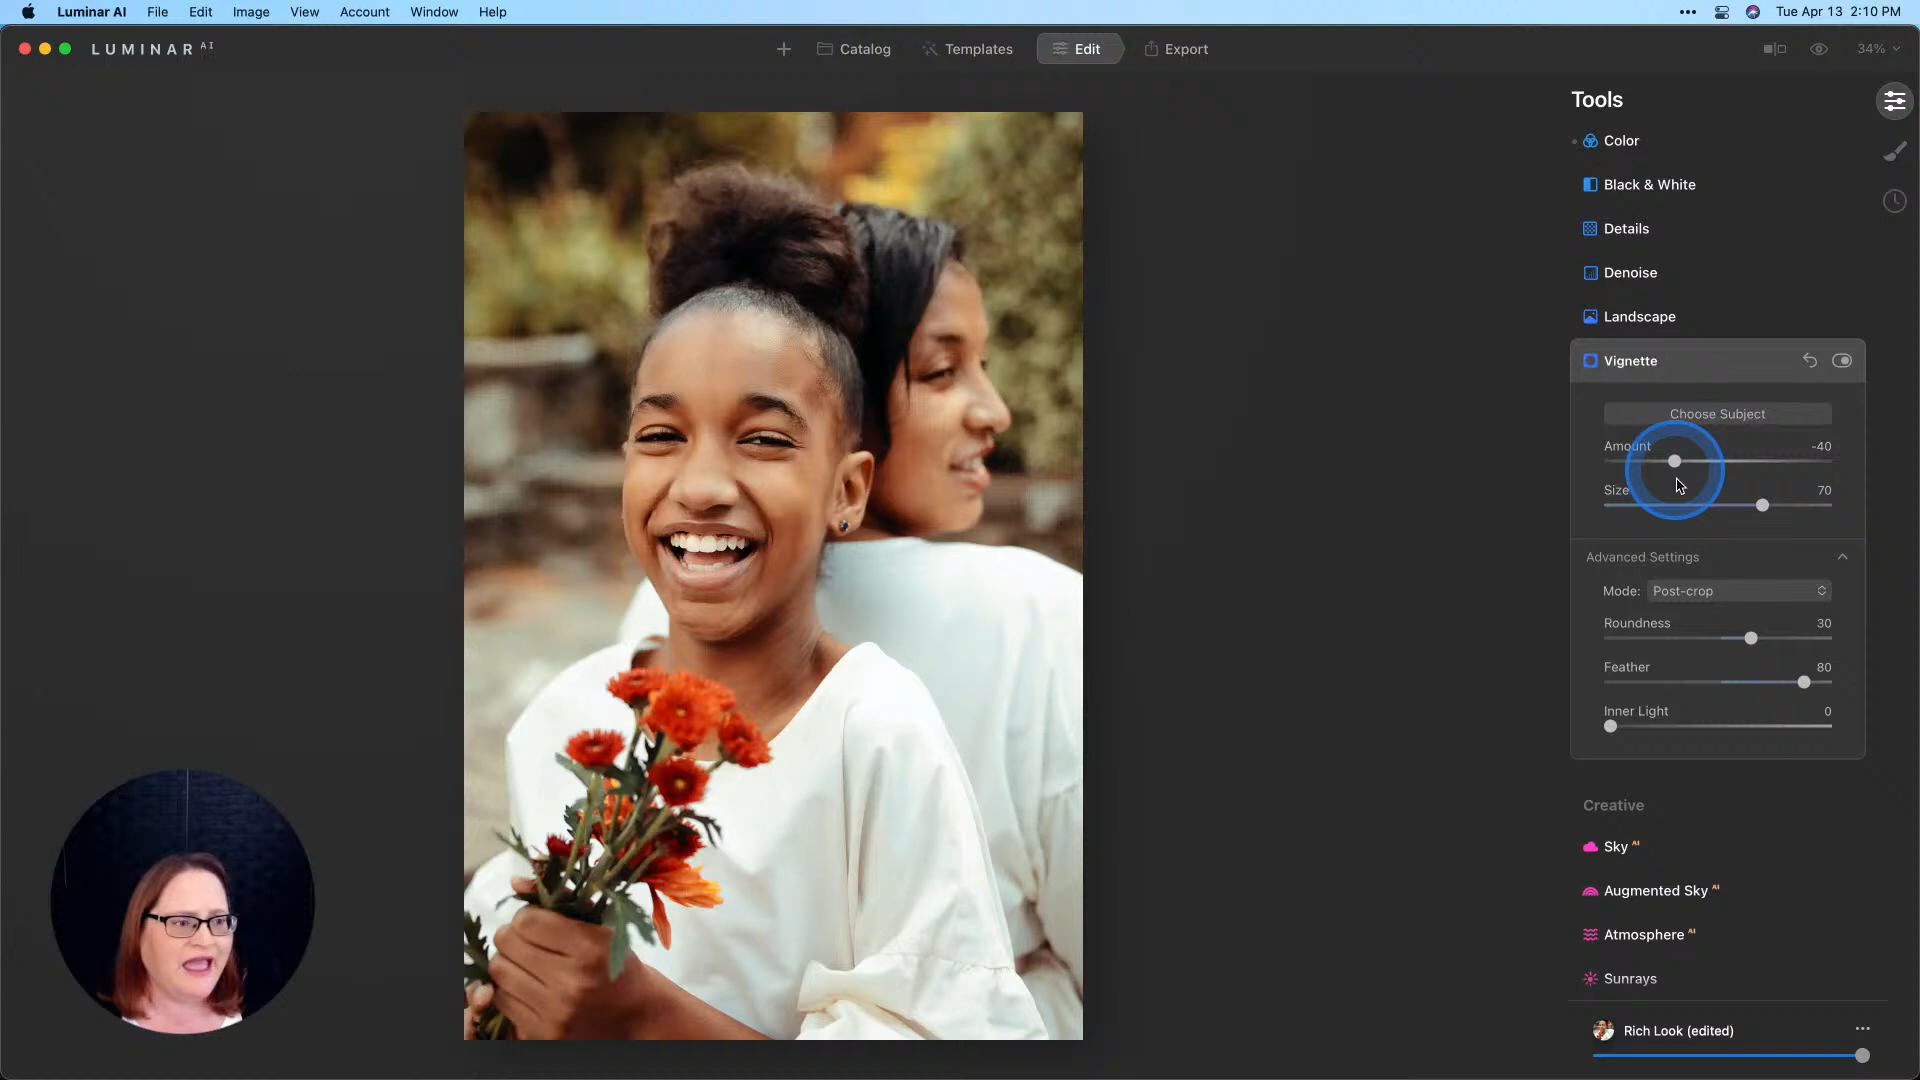 Luminar AI File Edit Image View Account Window Help Tue Apr 13 2:10 PM
LUMINAR AI
Catalog Templates Edit Export 34%
Tools
Color
Black & White
Details
Denoise
Landscape
Vignette
Choose Subject
Amount -40
Size 70
Advanced Settings
Mode: Post-crop
Roundness 30
Feather 80
Inner Light 0
Creative
Sky AI
Augmented Sky AI
Atmosphere AI
Sunrays
Rich Look (edited)